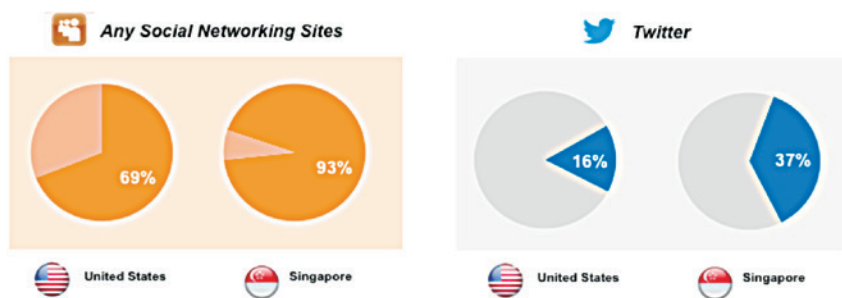 Any Social Networking Sites
69%
93%
United States
Singapore
Twitter
16%
37%
United States
Singapore